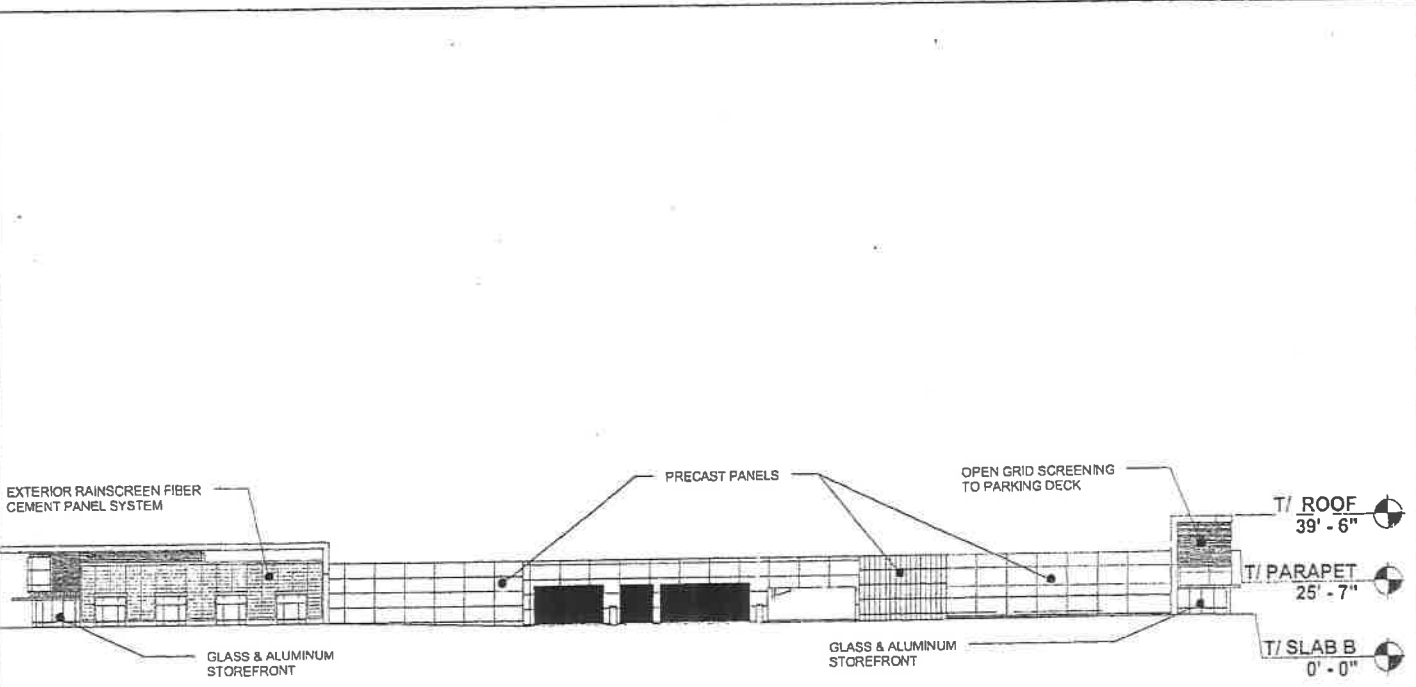 EXTERIOR RAINSCREEN FIBER
CEMENT PANEL SYSTEM
PRECAST PANELS
OPEN GRID SCREENING
TO PARKING DECK
T/ ROOF
39' - 6"
T/ PARAPET
25' - 7"
GLASS & ALUMINUM
STOREFRONT
GLASS & ALUMINUM
STOREFRONT
T/ SLAB B
0' - 0"